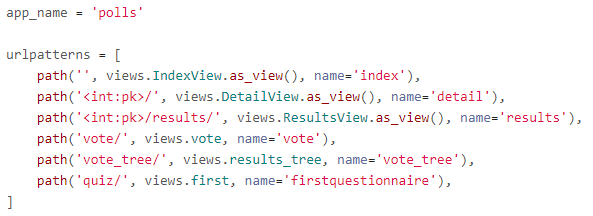 app_name = 'polls'
urlpatterns = [
    path('', views.IndexView.as_view(), name='index'),
    path('<int:pk>/', views.DetailView.as_view(), name='detail'),
    path('<int:pk>/results/', views.ResultsView.as_view(), name='results'),
    path('vote/', views.vote, name='vote'),
    path('vote_tree/', views.results_tree, name='vote_tree'),
    path('quiz/', views.first, name='firstquestionnaire'),
]